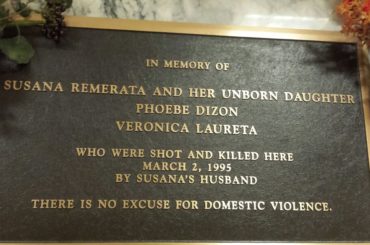 IN MEMORY OF
SUSANA REMERATA AND HER UNBORN DAUGHTER
PHOEBE DIZON
VERONICA LAURETA
WHO WERE SHOT AND KILLED HERE
MARCH 2, 1995
BY SUSANA'S HUSBAND
THERE IS NO EXCUSE FOR DOMESTIC VIOLENCE.